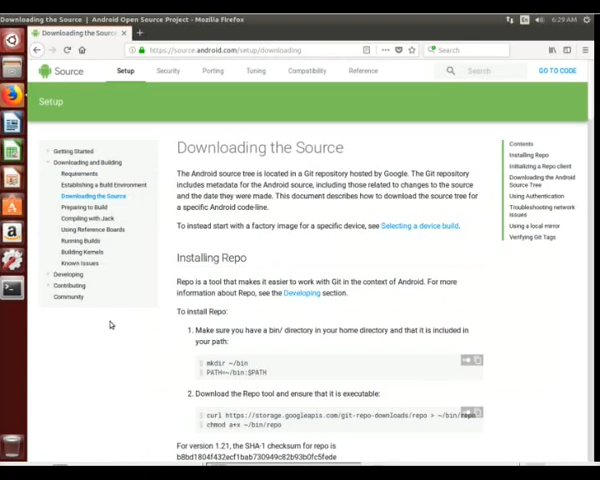 Downloading the Source | Android Open Source Project - Mozilla Firefox
En
6:29 AM
Downloading the Source
https://source.android.com/setup/downloading
Search
Source
Setup
Security
Porting
Tuning
Compatibility
Reference
Search
GO TO CODE
Setup
Getting Started
Downloading and Building
Requirements
Establishing a Build Environment
Downloading the Source
Preparing to Build
Compiling with Jack
Using Reference Boards
Running Builds
Building Kernels
Known Issues
Developing
Contributing
Community
Downloading the Source
The Android source tree is located in a Git repository hosted by Google. The Git repository
includes metadata for the Android source, including those related to changes to the source
and the date they were made. This document describes how to download the source tree for
a specific Android code-line.
To instead start with a factory image for a specific device, see Selecting a device build.
Installing Repo
Repo is a tool that makes it easier to work with Git in the context of Android. For more
information about Repo, see the Developing section.
To install Repo:
1. Make sure you have a bin/ directory in your home directory and that it is included in
your path:
$ mkdir ~/bin
$ PATH=~/bin:$PATH
2. Download the Repo tool and ensure that it is executable:
$ curl https://storage.googleapis.com/git-repo-downloads/repo > ~/bin/repo
$ chmod a+x ~/bin/repo
For version 1.21, the SHA-1 checksum for repo is
b8bd1804f432ecf1bab730949c82b93b0fc5fede
Contents
Installing Repo
Initializing a Repo client
Downloading the Android
Source Tree
Using Authentication
Troubleshooting network
issues
Using a local mirror
Verifying Git Tags